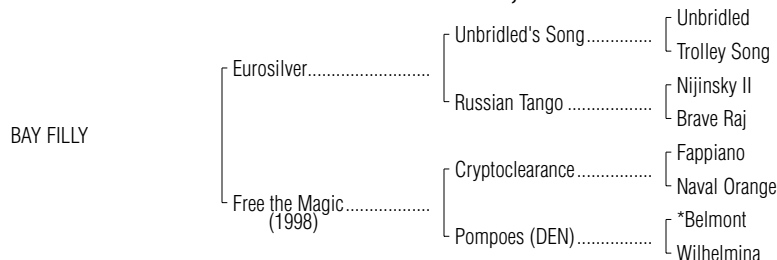 Unbridled
Unbridled's Song................
Trolley Song
Eurosilver..........................
Nijinsky II
Russian Tango ....................
Brave Raj
BAY FILLY
Fappiano
Cryptoclearance..................
Naval Orange
Free the Magic....................
(1998)
*Belmont
Pompoes (DEN)..................
Wilhelmina